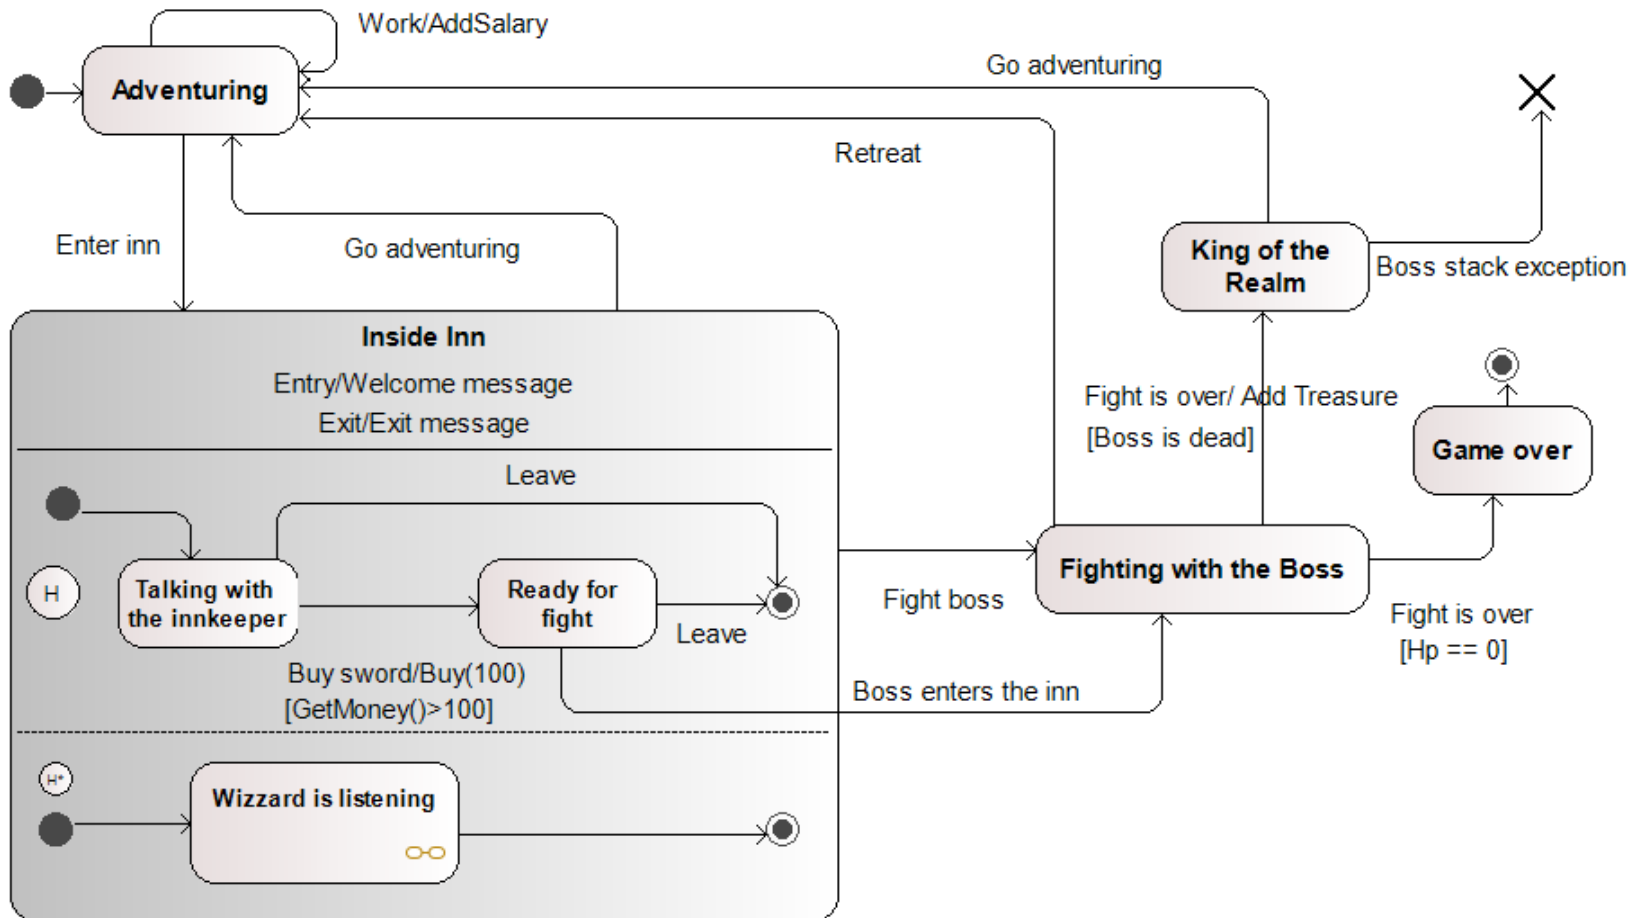 Work/AddSalary
Adventuring
Go adventuring
Retreat
Enter inn
Go adventuring
King of the
Realm
Boss stack exception
Inside Inn
Entry/Welcome message
Exit/Exit message
Fight is over/ Add Treasure
[Boss is dead]
Game over
Leave
H
Talking with
the innkeeper
Ready for
fight
Leave
Fighting with the Boss
Fight boss
Fight is over
[Hp == 0]
Buy sword/Buy(100)
[GetMoney()>100]
Boss enters the inn
H*
Wizzard is listening